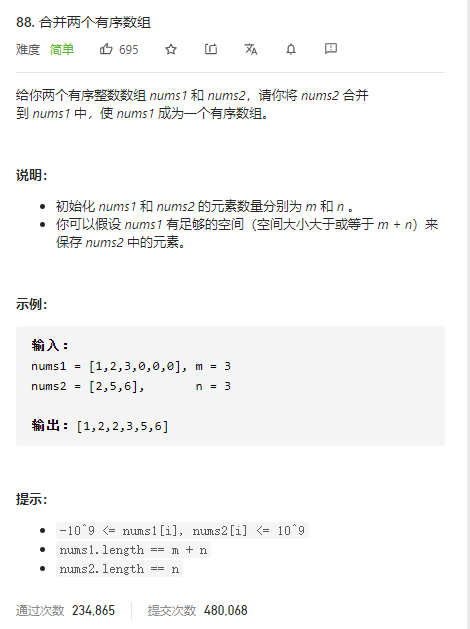 88. 合并两个有序数组
难度 简单 695
给你两个有序整数数组 nums1 和 nums2，请你将 nums2 合并
到 nums1 中，使 nums1 成为一个有序数组。
说明：
初始化 nums1 和 nums2 的元素数量分别为 m 和 n 。
你可以假设 nums1 有足够的空间（空间大小大于或等于 m + n）来
保存 nums2 中的元素。
示例：
输入：
nums1 = [1,2,3,0,0,0], m = 3
nums2 = [2,5,6],       n = 3
输出：[1,2,2,3,5,6]
提示：
-10^9 <= nums1[i], nums2[i] <= 10^9
nums1.length == m + n
nums2.length == n
通过次数 234,865 提交次数 480,068